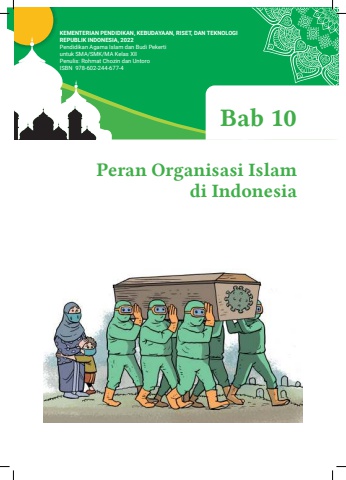 KEMENTERIAN PENDIDIKAN, KEBUDAYAAN, RISET, DAN TEKNOLOGI
REPUBLIK INDONESIA, 2022
Pendidikan Agama Islam dan Budi Pekerti
untuk SMA/SMK/MA Kelas XII
Penulis: Rohmat Chozin dan Untoro
ISBN 978-602-244-677-4
Bab 10
Peran Organisasi Islam
di Indonesia